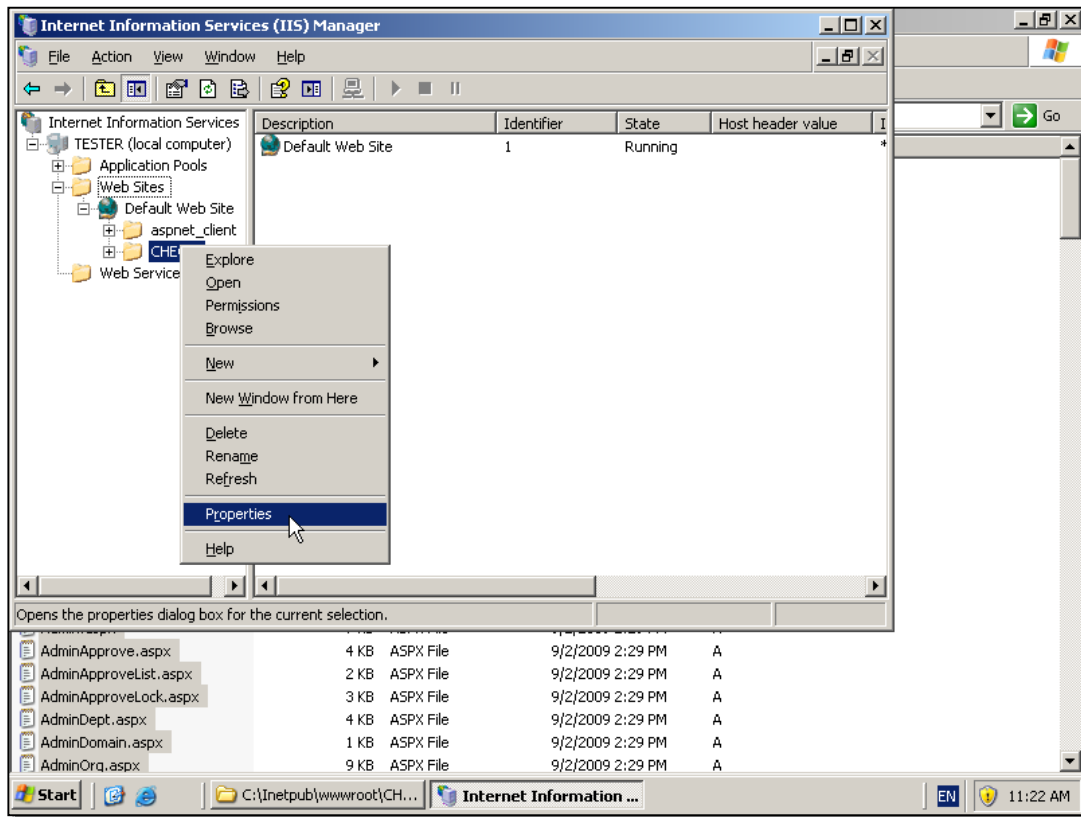 Internet Information Services (IIS) Manager
File Action View Window Help
Go
Internet Information Services
TESTER (local computer)
Application Pools
Web Sites
Default Web Site
aspnet_client
Web Service
Description Identifier State Host header value
Default Web Site 1 Running *
Explore
Open
Permissions
Browse
New
New Window from Here
Delete
Rename
Refresh
Properties
Help
Opens the properties dialog box for the current selection.
AdminApprove.aspx 4 KB ASPX File 9/2/2009 2:29 PM A
AdminApproveList.aspx 2 KB ASPX File 9/2/2009 2:29 PM A
AdminApproveLock.aspx 3 KB ASPX File 9/2/2009 2:29 PM A
AdminDept.aspx 4 KB ASPX File 9/2/2009 2:29 PM A
AdminDomain.aspx 1 KB ASPX File 9/2/2009 2:29 PM A
AdminOrg.aspx 9 KB ASPX File 9/2/2009 2:29 PM A
Start C:\Inetpub\wwwroot\CH... Internet Information ... EN 11:22 AM